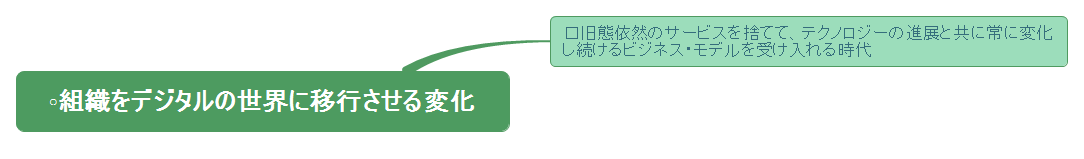 口旧態依然のサービスを捨てて、テクノロジーの進展と共に常に変化
し続けるビジネス・モデルを受け入れる時代
◦組織をデジタルの世界に移行させる変化